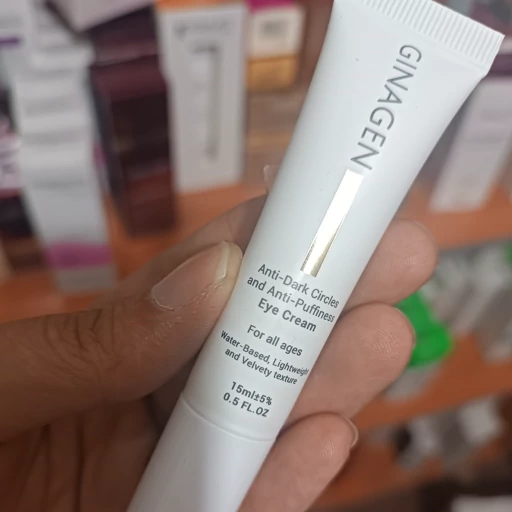 GINAGEN
Anti-Dark Circles
and Anti-Puffiness
Eye Cream
For all ages
Water-Based, Lightweight
and Velvety texture
15ml±5%
0.5 FL.OZ